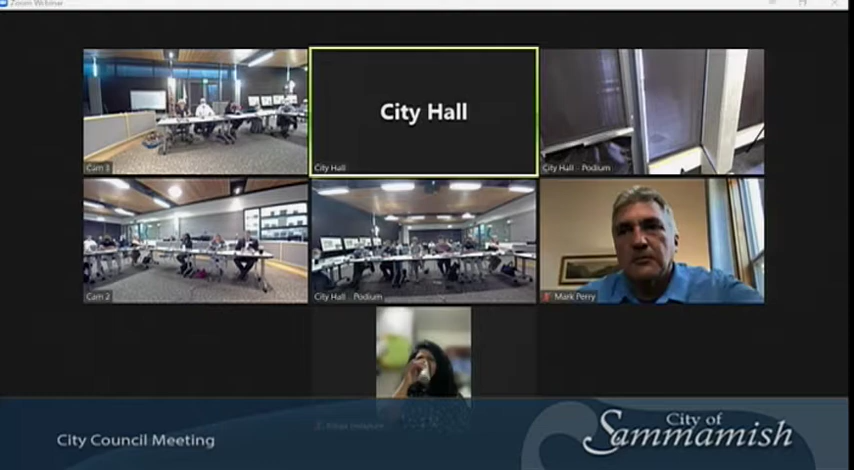 Zoom Webinar
City Hall
Cam 3
City Hall
City Hall - Podium
Cam 2
City Hall - Podium
Mark Perry
City Council Meeting
City of
Sammamish